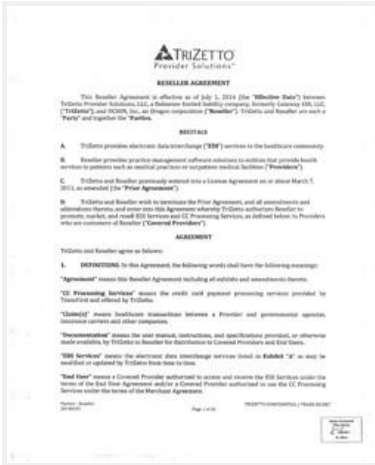 TRIZETTO
Provider Solutions
RESELLER AGREEMENT
This Reseller Agreement is effective as of July 1, 2014 (the "Effective Date") between
TriZetto Provider Solutions, LLC, a Delaware limited liability company, formerly Gateway EDI, LLC,
("TriZetto"), and OCHIN, Inc., an Oregon corporation ("Reseller"). TriZetto and Reseller are each a
"Party" and together the "Parties.
RECITALS
A. TriZetto provides electronic data interchange ("EDI") services to the healthcare community.
B. Reseller provides practice management software solutions to entities that provide health
services to patients such as medical practices or outpatient medical facilities ("Providers").
C. TriZetto and Reseller previously entered into a License Agreement on or about March 7,
2013, as amended (the "Prior Agreement").
D. TriZetto and Reseller wish to terminate the Prior Agreement, and all amendments and
addendums thereto, and enter into this Agreement whereby TriZetto authorizes Reseller to
promote, market, and resell EDI Services and CC Processing Services, as defined below, to Providers
who are customers of Reseller ("Covered Providers").
AGREEMENT
TriZetto and Reseller agree as follows:
1. DEFINITIONS. In this Agreement, the following words shall have the following meanings:
"Agreement" means this Reseller Agreement including all exhibits and amendments thereto.
"CC Processing Services" means the credit card payment processing services provided by
TransFirst and offered by TriZetto.
"Claim(s)" means healthcare transactions between a Provider and governmental agencies,
insurance carriers and other companies.
"Documentation" means the user manual, instructions, and specifications provided, or otherwise
made available, by TriZetto to Reseller for distribution to Covered Providers and End Users.
"EDI Services" means the electronic data interchange services listed in Exhibit "A" as may be
modified or updated by TriZetto from time to time.
"End User" means a Covered Provider authorized to access and receive the EDI Services under the
terms of the End User Agreement and/or a Covered Provider authorized to use the CC Processing
Services under the terms of the Merchant Agreement.
Partner - Reseller
Page 1 of
TRIZETTO CONFIDENTIAL / TRADE SECRET